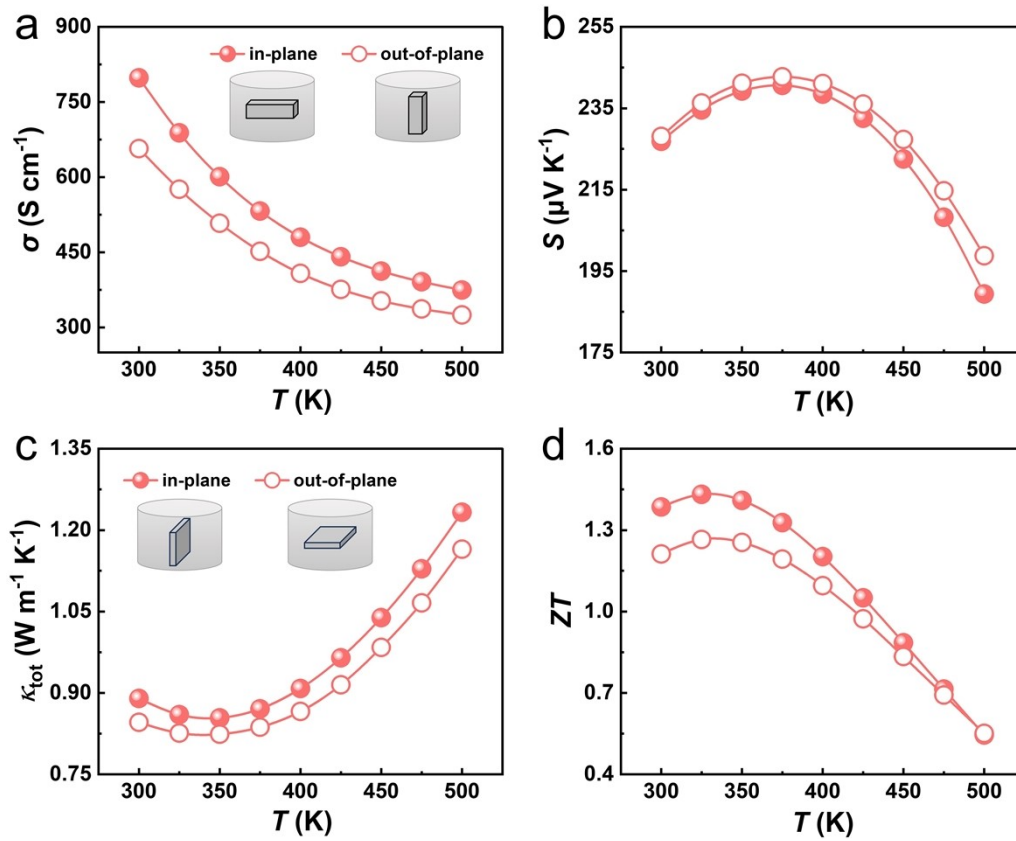 a
σ (S cm⁻¹)
900
750
600
450
300
in-plane
out-of-plane
300 350 400 450 500
T (K)
b
S (μV K⁻¹)
255
235
215
195
175
300 350 400 450 500
T (K)
c
κtot (W m⁻¹ K⁻¹)
1.35
1.20
1.05
0.90
0.75
in-plane
out-of-plane
300 350 400 450 500
T (K)
d
ZT
1.6
1.3
1.0
0.7
0.4
300 350 400 450 500
T (K)